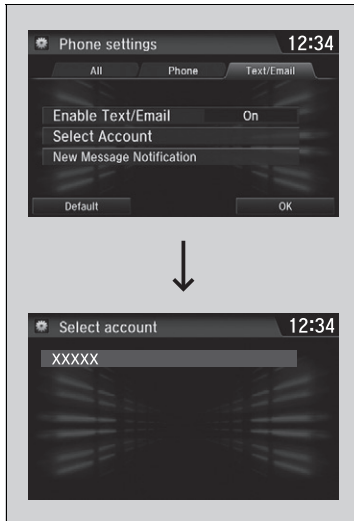 Phone settings 12:34
All Phone Text/Email
Enable Text/Email On
Select Account
New Message Notification
Default OK
Select account 12:34
XXXXX